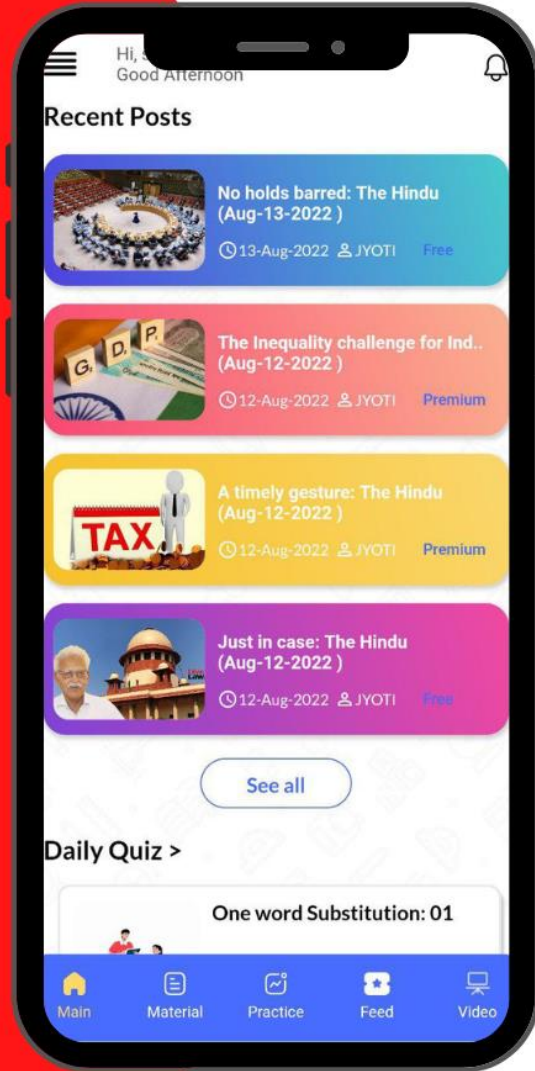 Hi,
Good Afternoon
Recent Posts
No holds barred: The Hindu
(Aug-13-2022 )
13-Aug-2022 JYOTI Free
G D P
The Inequality challenge for Ind..
(Aug-12-2022 )
12-Aug-2022 JYOTI Premium
TAX
A timely gesture: The Hindu
(Aug-12-2022 )
12-Aug-2022 JYOTI Premium
Just in case: The Hindu
(Aug-12-2022 )
12-Aug-2022 JYOTI Free
See all
Daily Quiz >
One word Substitution: 01
Main Material Practice Feed Video